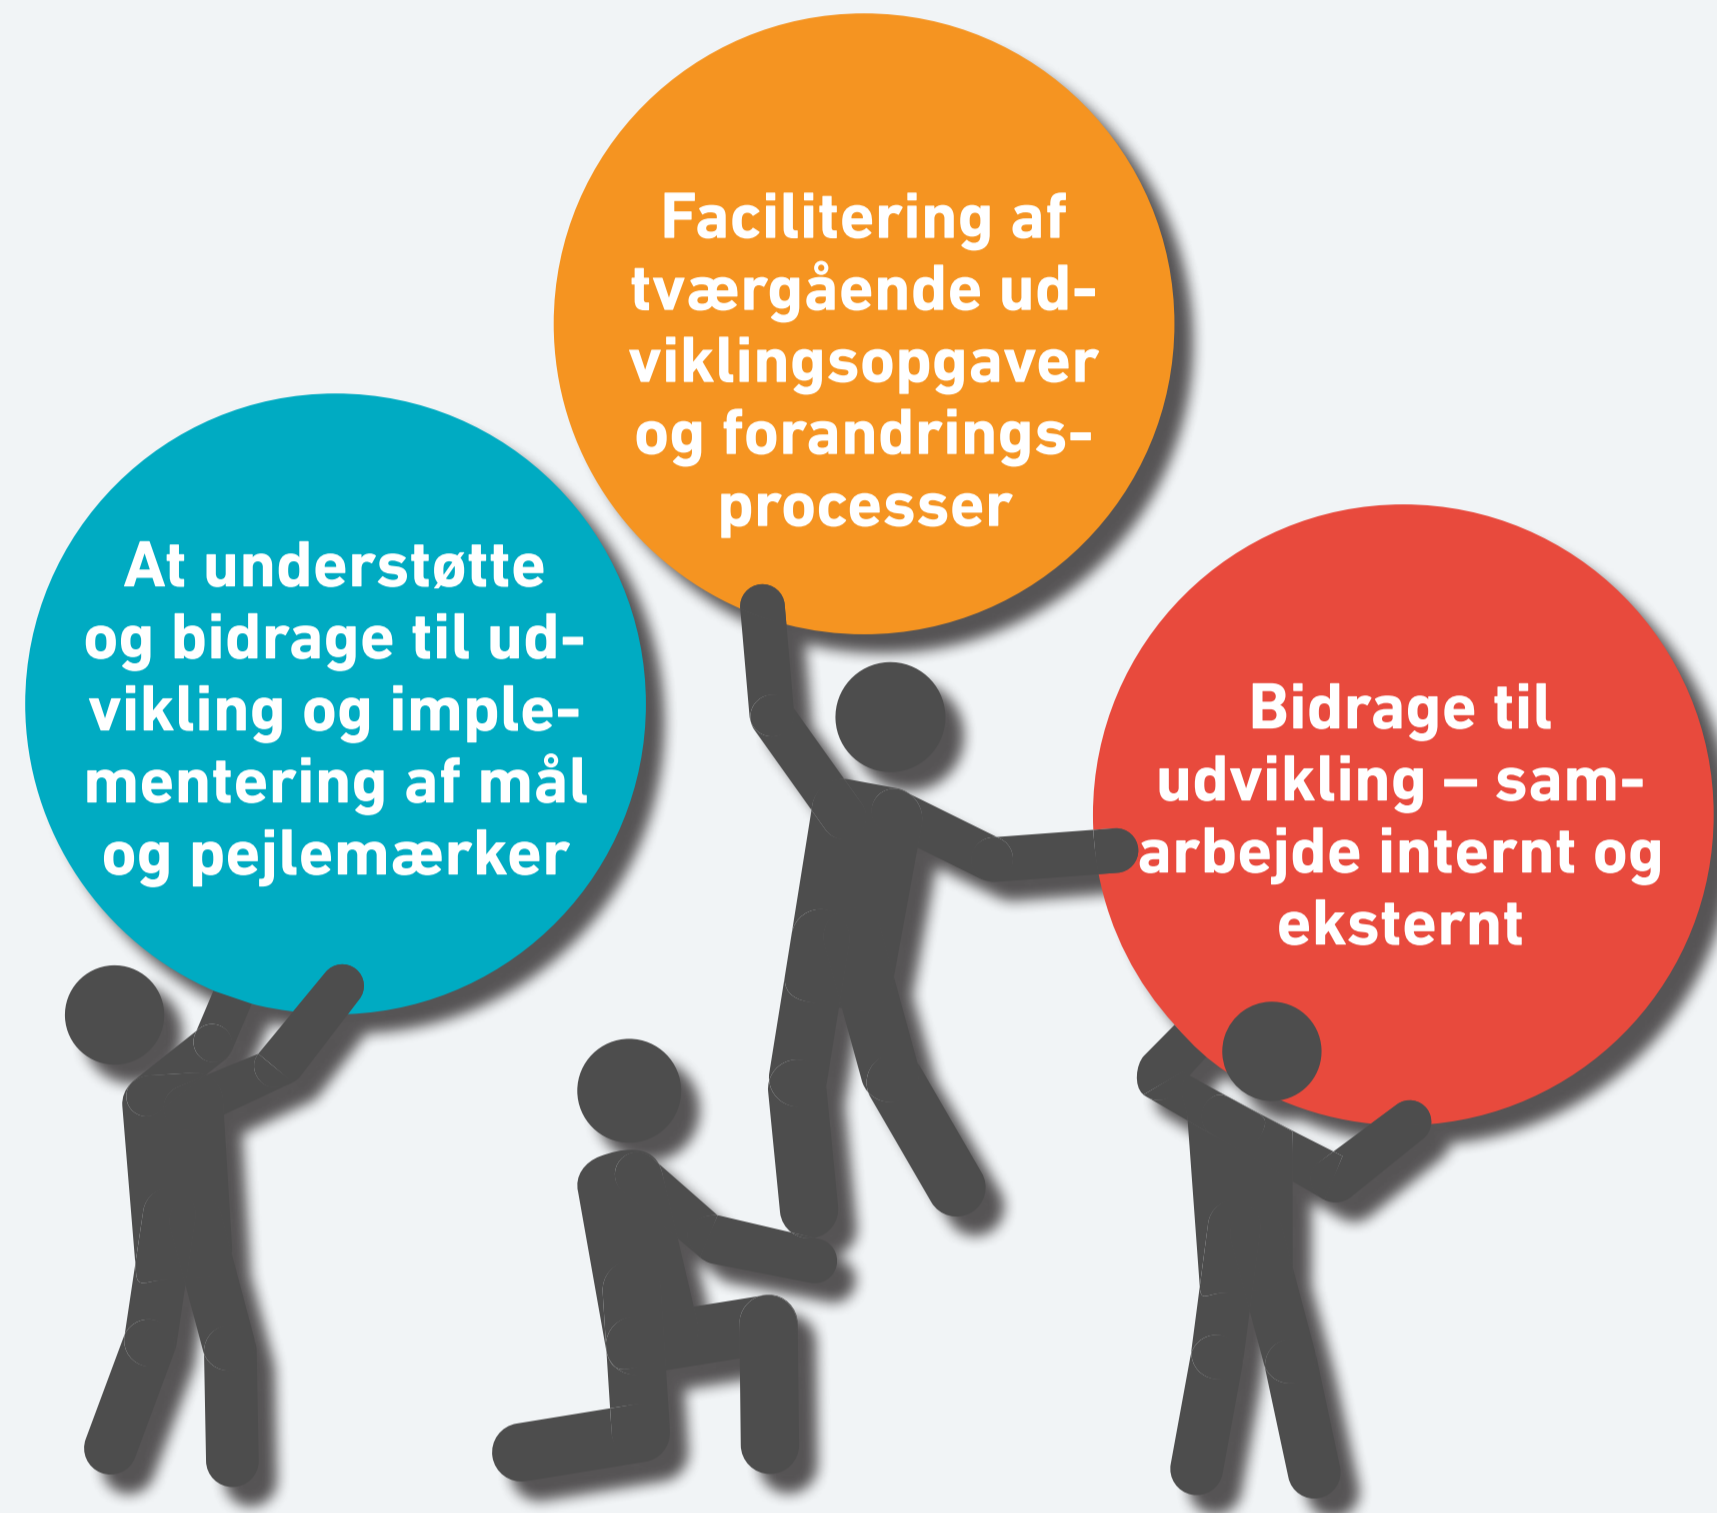 Facilitering af
tværgående ud-
viklingsopgaver
og forandrings-
processer
At understøtte
og bidrage til ud-
vikling og imple-
mentering af mål
og pejlemærker
Bidrage til
udvikling – sam-
arbejde internt og
eksternt